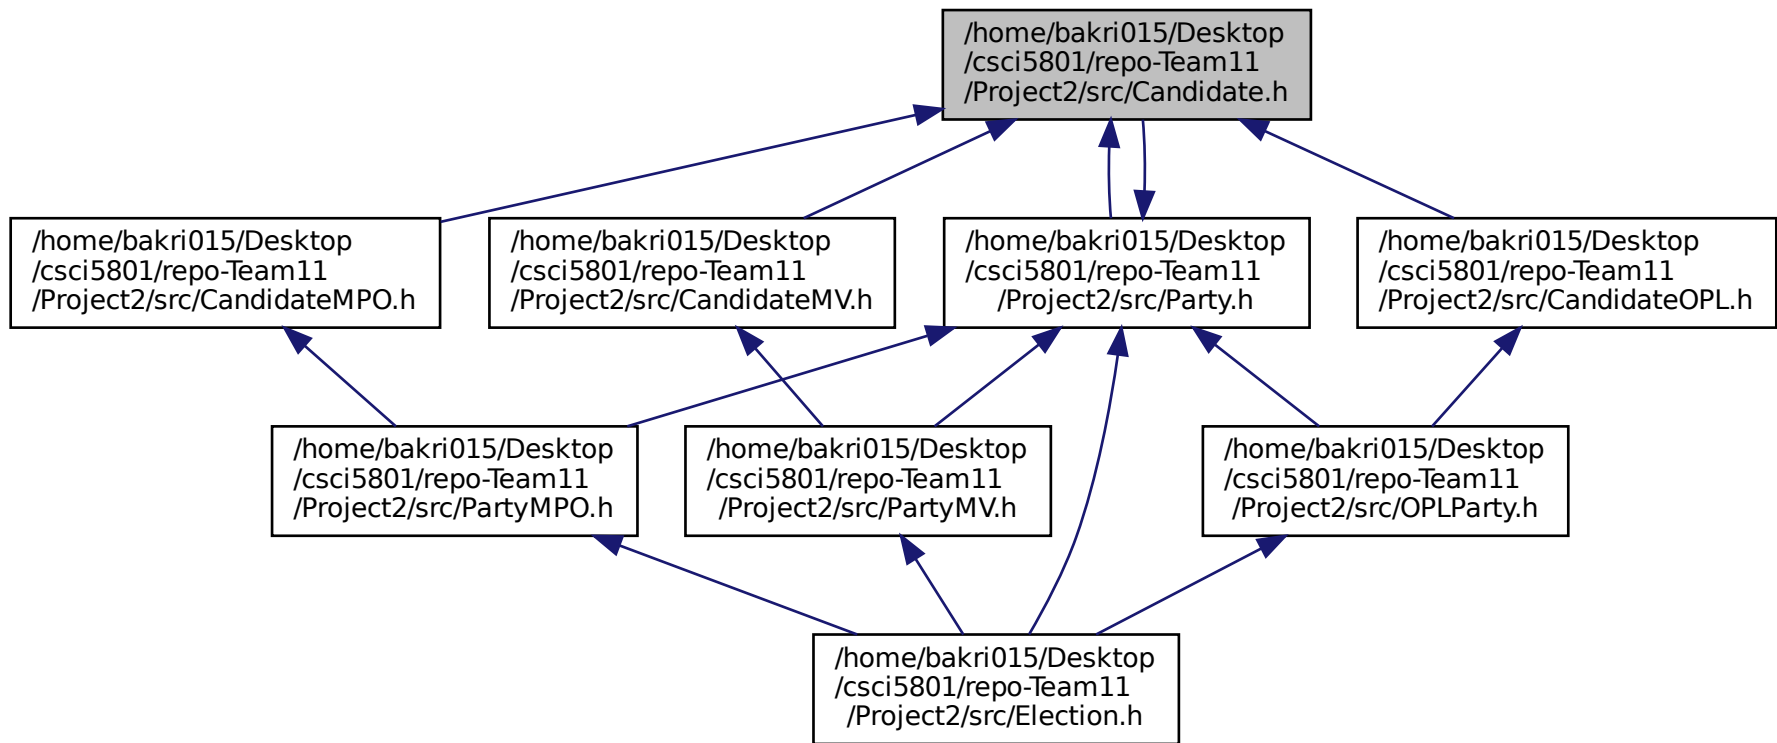 /home/bakri015/Desktop
/csci5801/repo-Team11
/Project2/src/Candidate.h
/home/bakri015/Desktop
/csci5801/repo-Team11
/Project2/src/CandidateMPO.h
/home/bakri015/Desktop
/csci5801/repo-Team11
/Project2/src/CandidateMV.h
/home/bakri015/Desktop
/csci5801/repo-Team11
/Project2/src/Party.h
/home/bakri015/Desktop
/csci5801/repo-Team11
/Project2/src/CandidateOPL.h
/home/bakri015/Desktop
/csci5801/repo-Team11
/Project2/src/PartyMPO.h
/home/bakri015/Desktop
/csci5801/repo-Team11
/Project2/src/PartyMV.h
/home/bakri015/Desktop
/csci5801/repo-Team11
/Project2/src/OPLParty.h
/home/bakri015/Desktop
/csci5801/repo-Team11
/Project2/src/Election.h